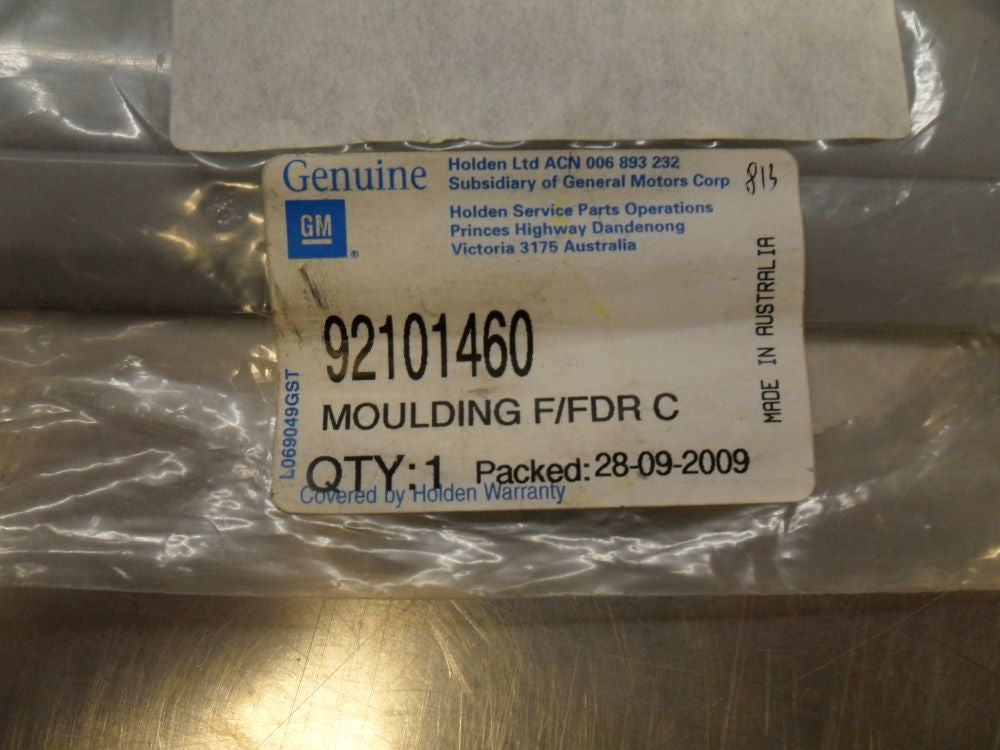 Genuine
GM
®
Holden Ltd ACN 006 893 232
Subsidiary of General Motors Corp
Holden Service Parts Operations
Princes Highway Dandenong
Victoria 3175 Australia
92101460
MOULDING F/FDR C
QTY:1 Packed: 28-09-2009
Covered by Holden Warranty
L069049GST
MADE IN AUSTRALIA